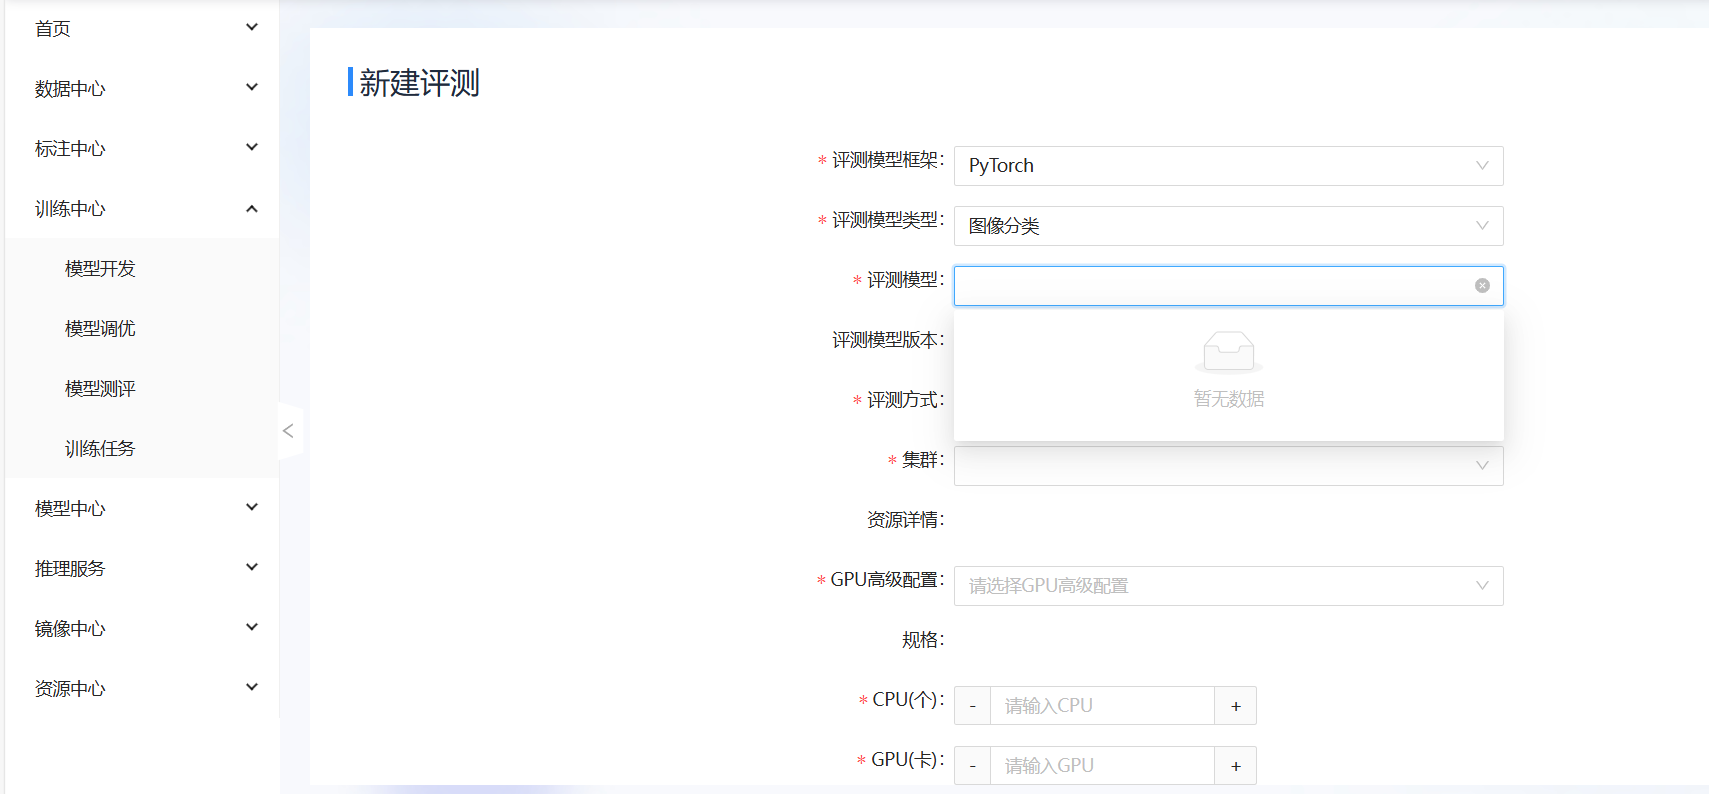 首页
数据中心
标注中心
训练中心
模型开发
模型调优
模型测评
训练任务
模型中心
推理服务
镜像中心
资源中心
新建评测
* 评测模型框架: PyTorch
* 评测模型类型: 图像分类
* 评测模型:
评测模型版本:
暂无数据
* 评测方式:
* 集群:
资源详情:
* GPU高级配置: 请选择GPU高级配置
规格:
* CPU(个): - 请输入CPU +
* GPU(卡): - 请输入GPU +